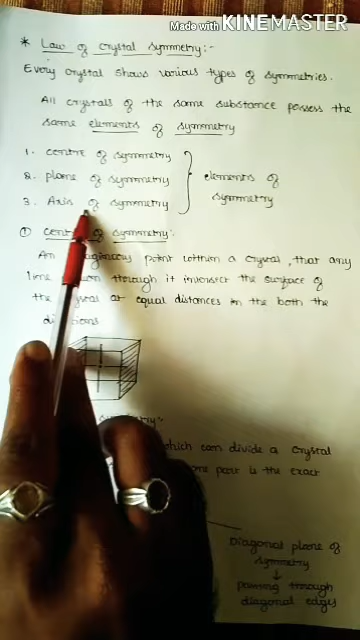 Made with KINEMASTER
* Law of crystal symmetry :-
Every crystal shows various types of symmetries.
All crystals of the same substance possess the
same elements of symmetry
1. centre of symmetry
2. plane of symmetry
3. Axis of symmetry
elements of
symmetry
① centre of symmetry :
An imaginary point within a crystal, that any
line drawn through it intersect the surface of
the crystal at equal distances in the both the
directions
symmetry :-
which can divide a crystal
one part is the exact
Diagonal plane of
symmetry
↓
passing through
diagonal edges